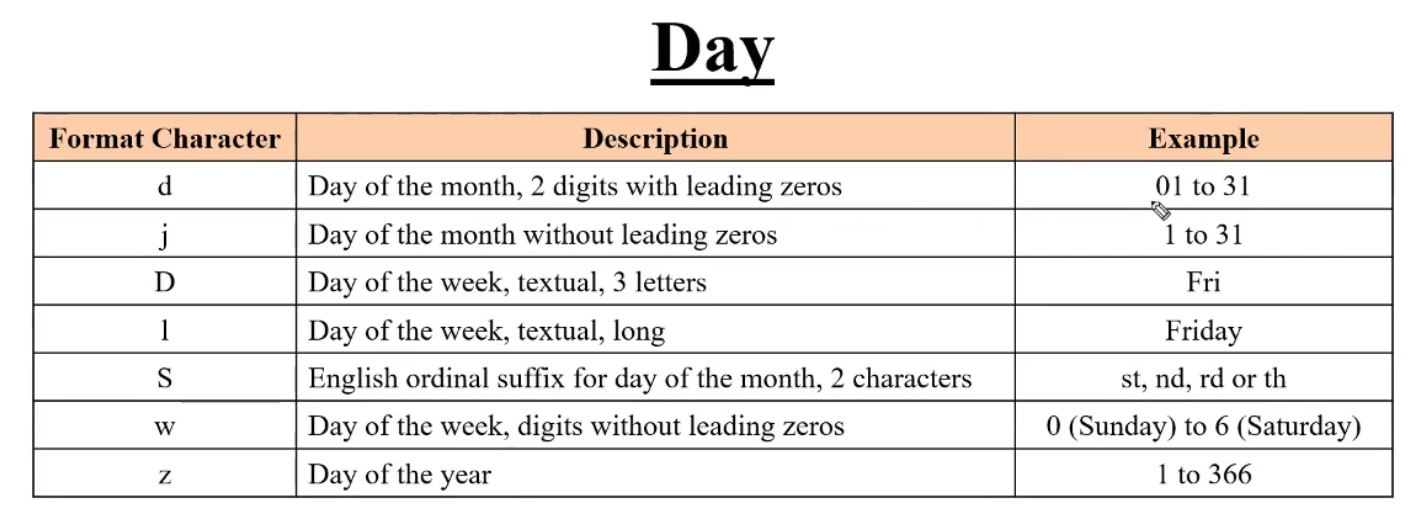 Day
Format Character Description Example
d Day of the month, 2 digits with leading zeros 01 to 31
j Day of the month without leading zeros 1 to 31
D Day of the week, textual, 3 letters Fri
l Day of the week, textual, long Friday
S English ordinal suffix for day of the month, 2 characters st, nd, rd or th
w Day of the week, digits without leading zeros 0 (Sunday) to 6 (Saturday)
z Day of the year 1 to 366